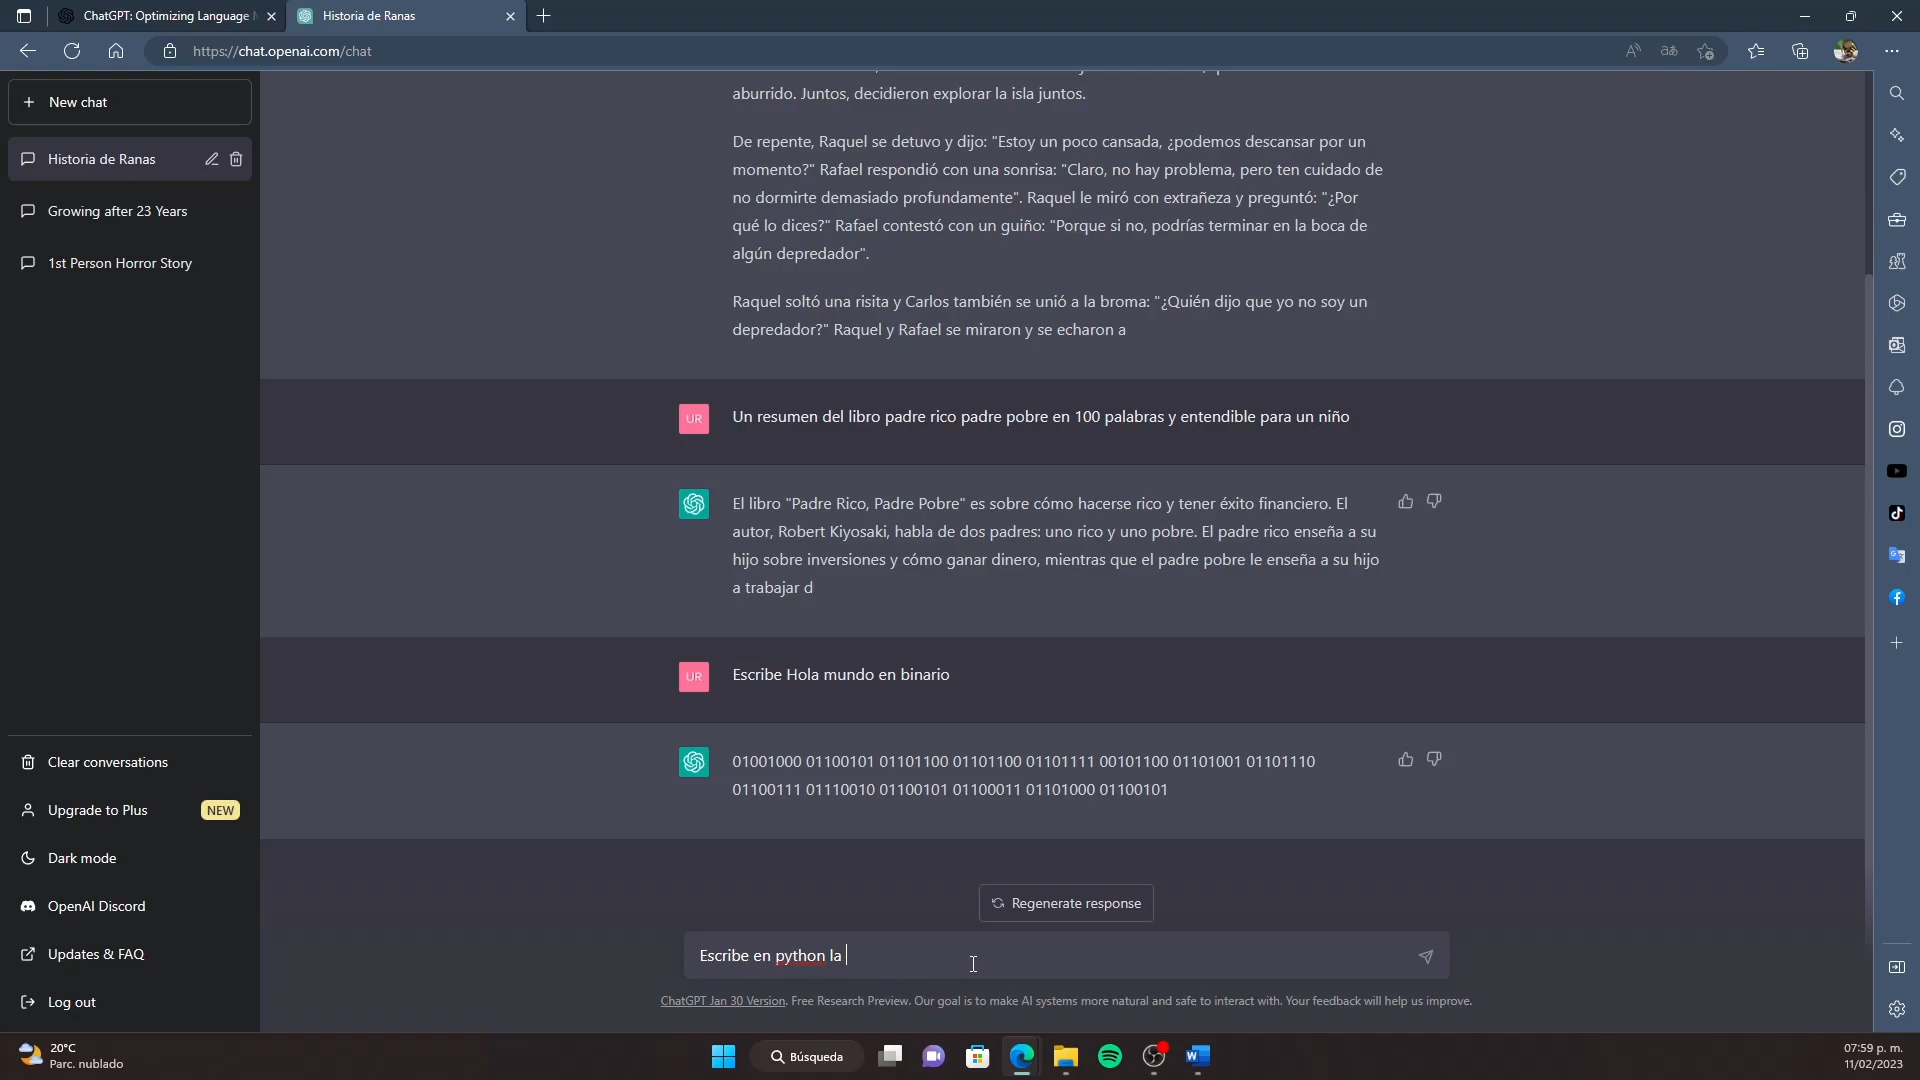 ChatGPT: Optimizing Language
Historia de Ranas
https://chat.openai.com/chat
New chat
Historia de Ranas
Growing after 23 Years
1st Person Horror Story
aburrido. Juntos, decidieron explorar la isla juntos.
De repente, Raquel se detuvo y dijo: "Estoy un poco cansada, ¿podemos descansar por un
momento?" Rafael respondió con una sonrisa: "Claro, no hay problema, pero ten cuidado de
no dormirte demasiado profundamente". Raquel le miró con extrañeza y preguntó: "¿Por
qué lo dices?" Rafael contestó con un guiño: "Porque si no, podrías terminar en la boca de
algún depredador".
Raquel soltó una risita y Carlos también se unió a la broma: "¿Quién dijo que yo no soy un
depredador?" Raquel y Rafael se miraron y se echaron a
UR
Un resumen del libro padre rico padre pobre en 100 palabras y entendible para un niño
El libro "Padre Rico, Padre Pobre" es sobre cómo hacerse rico y tener éxito financiero. El
autor, Robert Kiyosaki, habla de dos padres: uno rico y uno pobre. El padre rico enseña a su
hijo sobre inversiones y cómo ganar dinero, mientras que el padre pobre le enseña a su hijo
a trabajar d
UR
Escribe Hola mundo en binario
01001000 01100101 01101100 01101100 01101111 00101100 01101001 01101110
01100111 01110010 01100101 01100011 01101000 01100101
Regenerate response
Escribe en python la
ChatGPT Jan 30 Version. Free Research Preview. Our goal is to make AI systems more natural and safe to interact with. Your feedback will help us improve.
Clear conversations
Upgrade to Plus NEW
Dark mode
OpenAI Discord
Updates & FAQ
Log out
20°C
Parc. nublado
Búsqueda
07:59 p. m.
11/02/2023